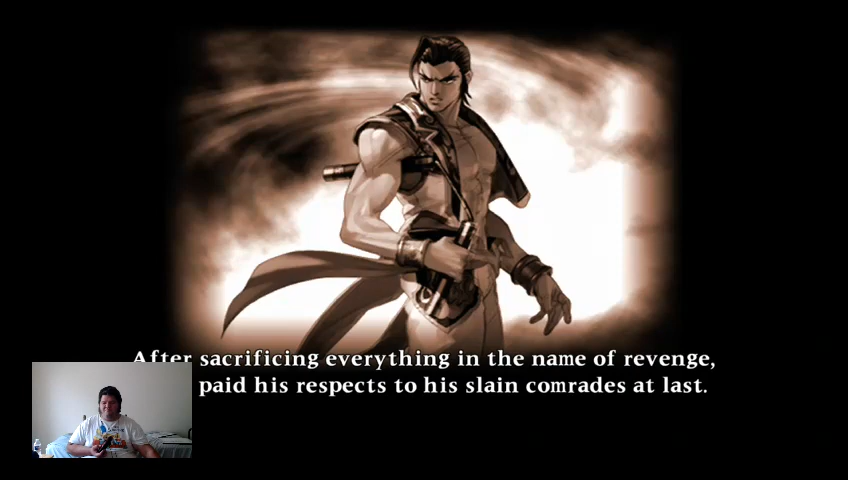 After sacrificing everything in the name of revenge,
paid his respects to his slain comrades at last.